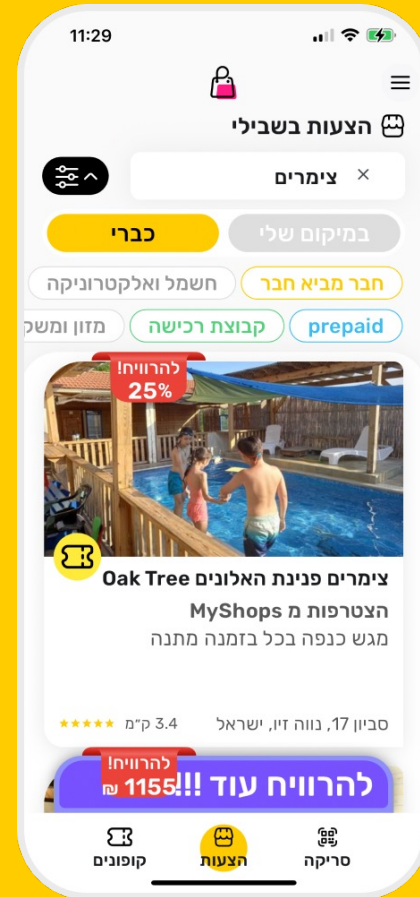 11:29
הצעות בשבילי
צימרים
במיקום שלי
כברי
חבר מביא חבר
חשמל ואלקטרוניקה
prepaid
קבוצת רכישה
מזון ומשק
להרוויח!
25%
צימרים פנינת האלונים Oak Tree
הצטרפות מ MyShops
מגש כנפה בכל בזמנה מתנה
סביון 17, נווה זיו, ישראל
3.4 ק״מ
להרוויח!
1155 ₪
להרוויח עוד !!!
סריקה
הצעות
קופונים